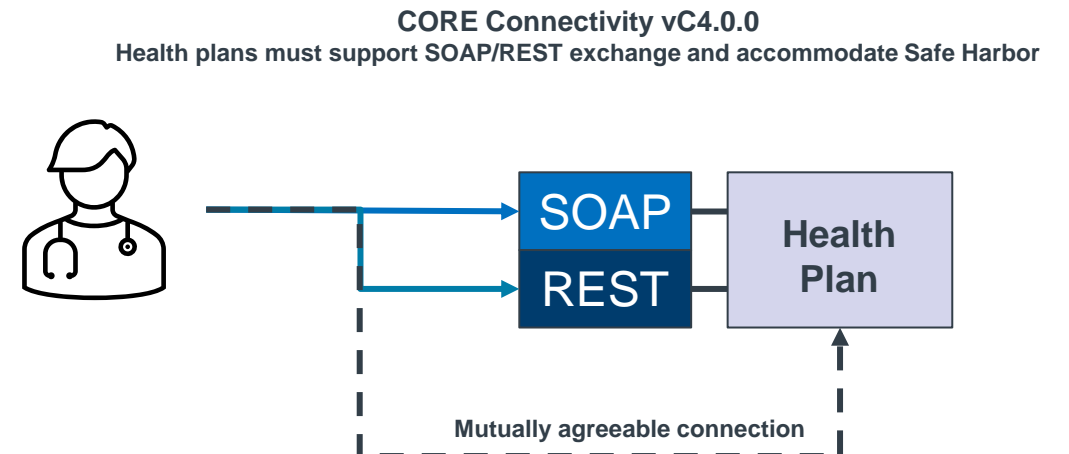 CORE Connectivity vC4.0.0
Health plans must support SOAP/REST exchange and accommodate Safe Harbor
SOAP
REST
Health
Plan
Mutually agreeable connection